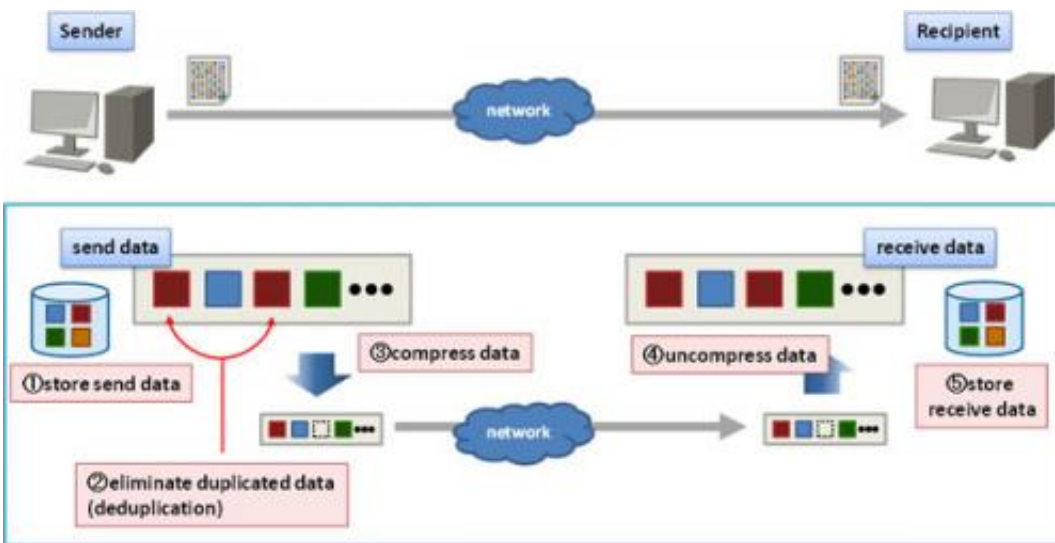 Sender
Recipient
network
send data
receive data
③compress data
④uncompress data
①store send data
⑤store
receive data
network
②eliminate duplicated data
(deduplication)